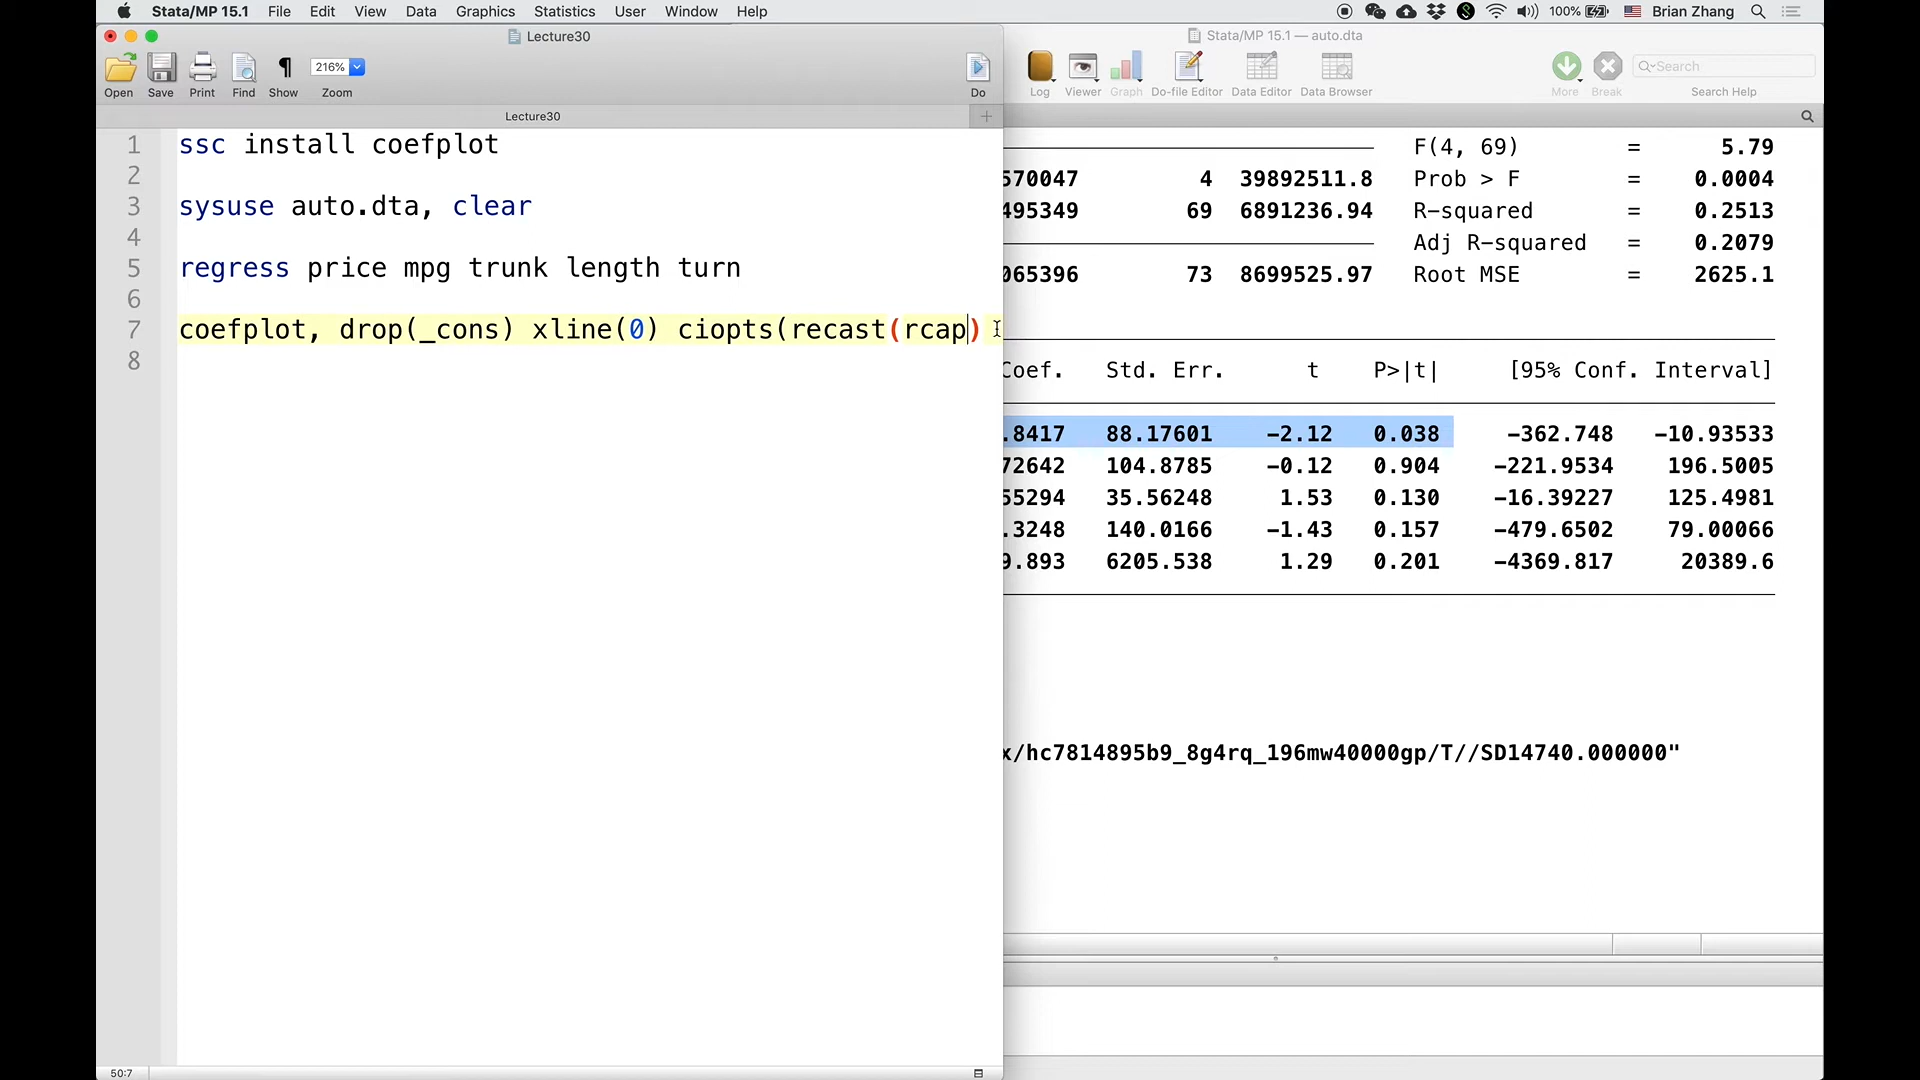 Stata/MP 15.1 File Edit View Data Graphics Statistics User Window Help 100% Brian Zhang
Lecture30
Open Save Print Find Show 216% Zoom Do
Lecture30
1 ssc install coefplot
2
3 sysuse auto.dta, clear
4
5 regress price mpg trunk length turn
6
7 coefplot, drop(_cons) xline(0) ciopts(recast(rcap)
8
50:7
Stata/MP 15.1 — auto.dta
Log Viewer Graph Do-file Editor Data Editor Data Browser More Break Search
Search Help
F(4, 69) = 5.79
570047 4 39892511.8 Prob > F = 0.0004
495349 69 6891236.94 R-squared = 0.2513
Adj R-squared = 0.2079
065396 73 8699525.97 Root MSE = 2625.1
Coef. Std. Err. t P>|t| [95% Conf. Interval]
.8417 88.17601 -2.12 0.038 -362.748 -10.93533
72642 104.8785 -0.12 0.904 -221.9534 196.5005
55294 35.56248 1.53 0.130 -16.39227 125.4981
.3248 140.0166 -1.43 0.157 -479.6502 79.00066
9.893 6205.538 1.29 0.201 -4369.817 20389.6
x/hc7814895b9_8g4rq_196mw40000gp/T//SD14740.000000"